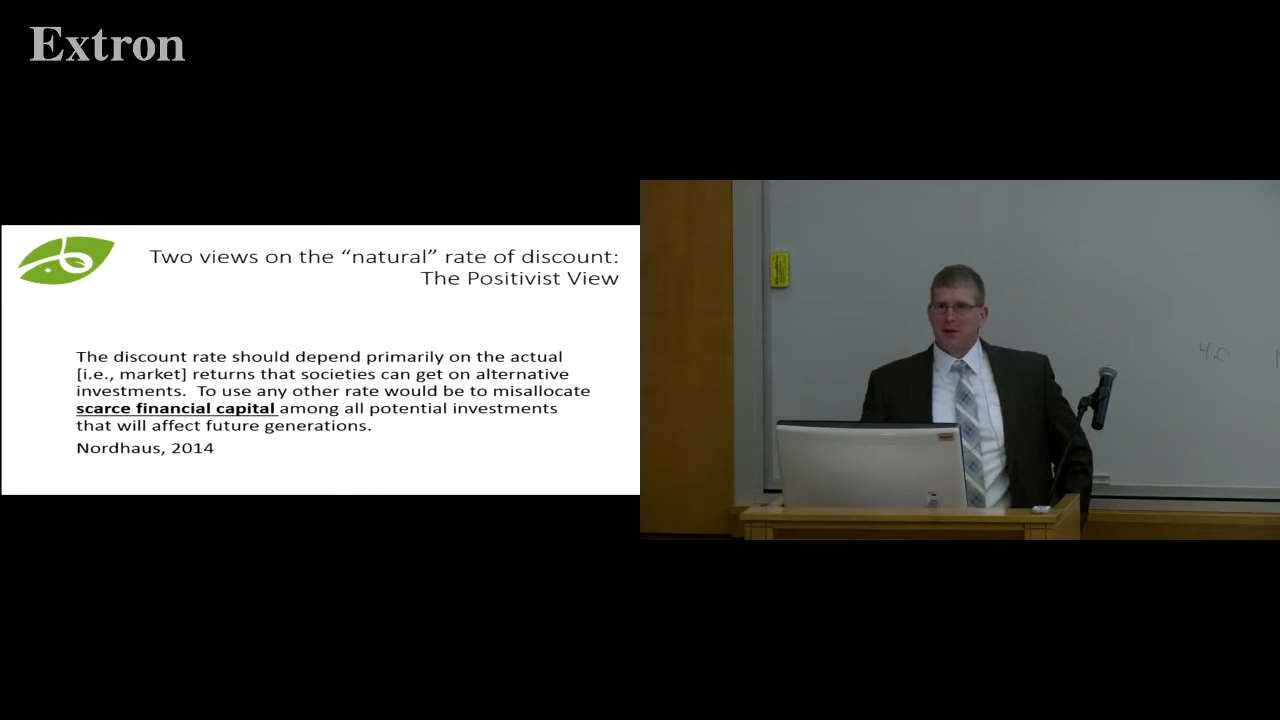 Extron
Two views on the “natural” rate of discount:
The Positivist View
The discount rate should depend primarily on the actual
[i.e., market] returns that societies can get on alternative
investments. To use any other rate would be to misallocate
scarce financial capital among all potential investments
that will affect future generations.
Nordhaus, 2014
4.0